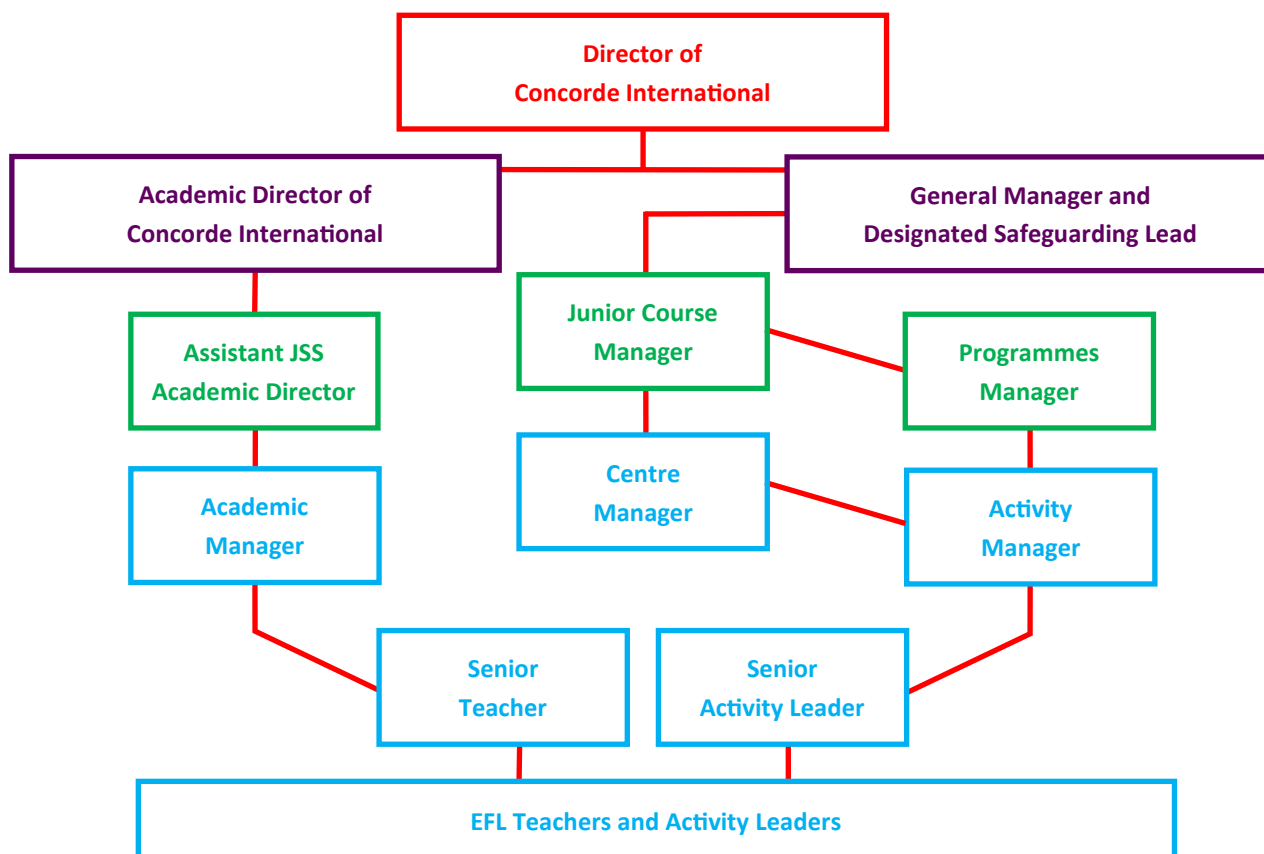 Director of
Concorde International
Academic Director of
Concorde International
General Manager and
Designated Safeguarding Lead
Junior Course
Manager
Assistant JSS
Academic Director
Programmes
Manager
Academic
Manager
Centre
Manager
Activity
Manager
Senior
Teacher
Senior
Activity Leader
EFL Teachers and Activity Leaders